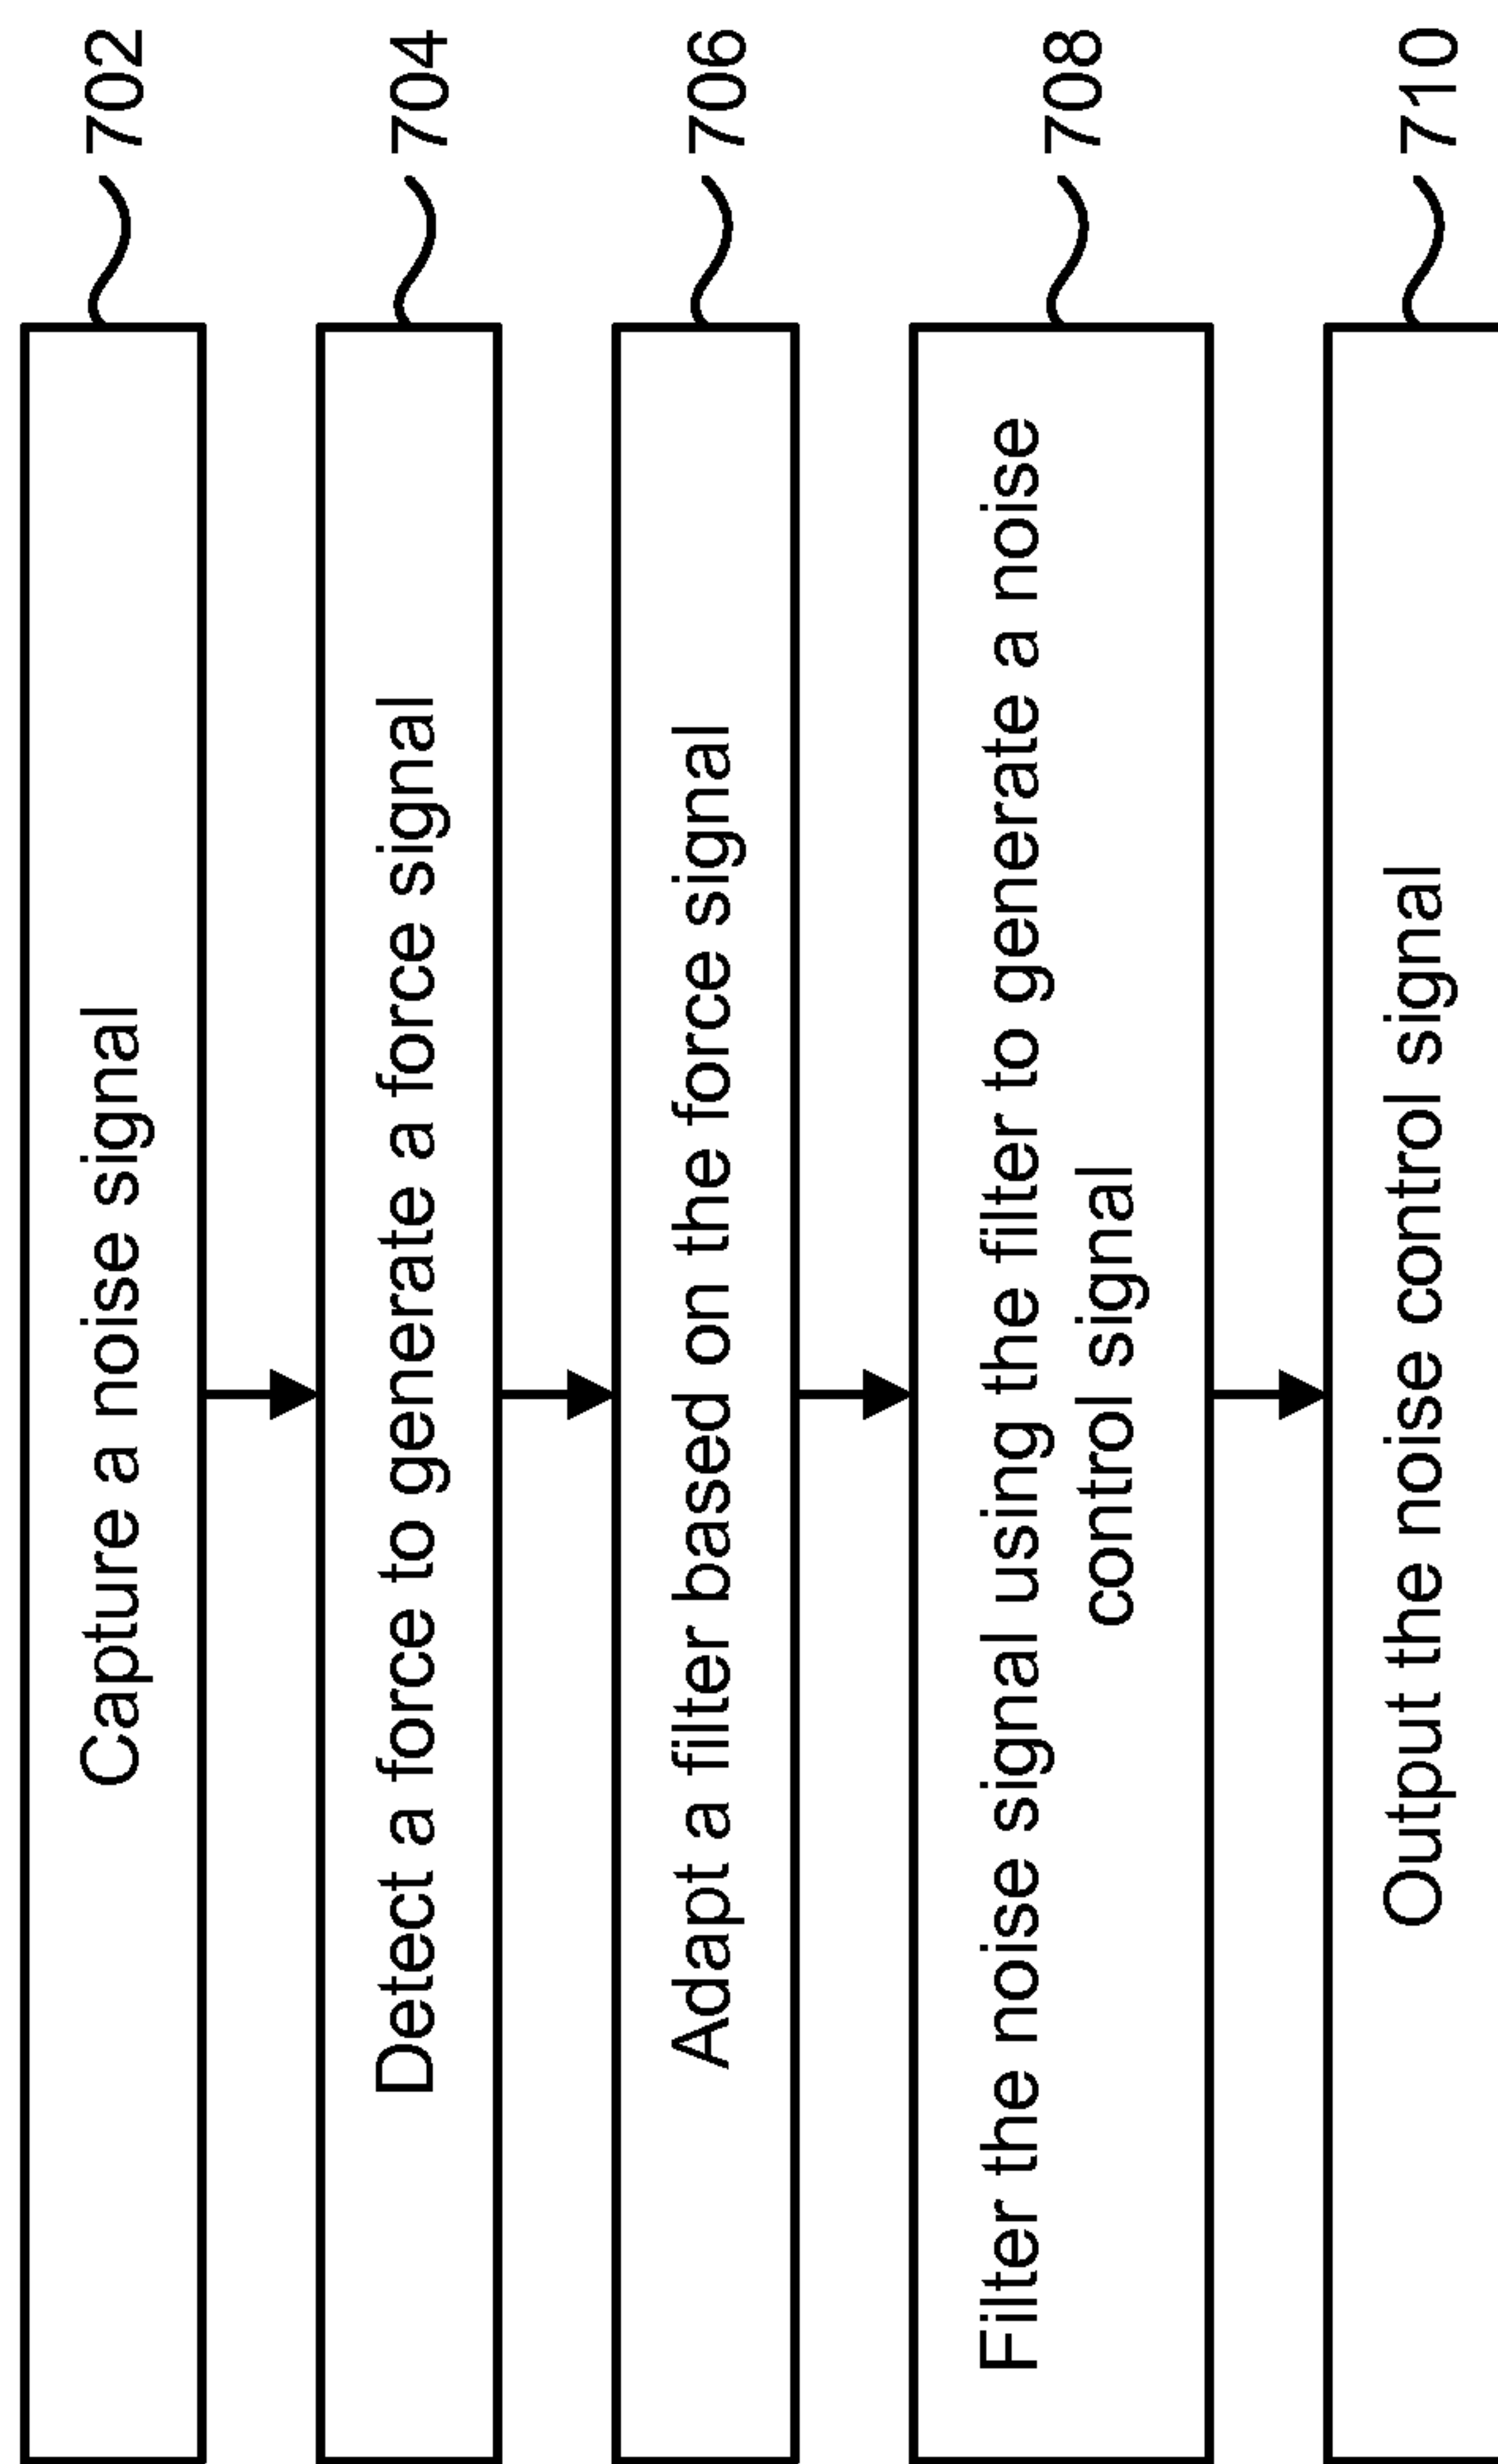 Capture a noise signal
702
Detect a force to generate a force signal
704
Adapt a filter based on the force signal
706
Filter the noise signal using the filter to generate a noise
control signal
708
Output the noise control signal
710